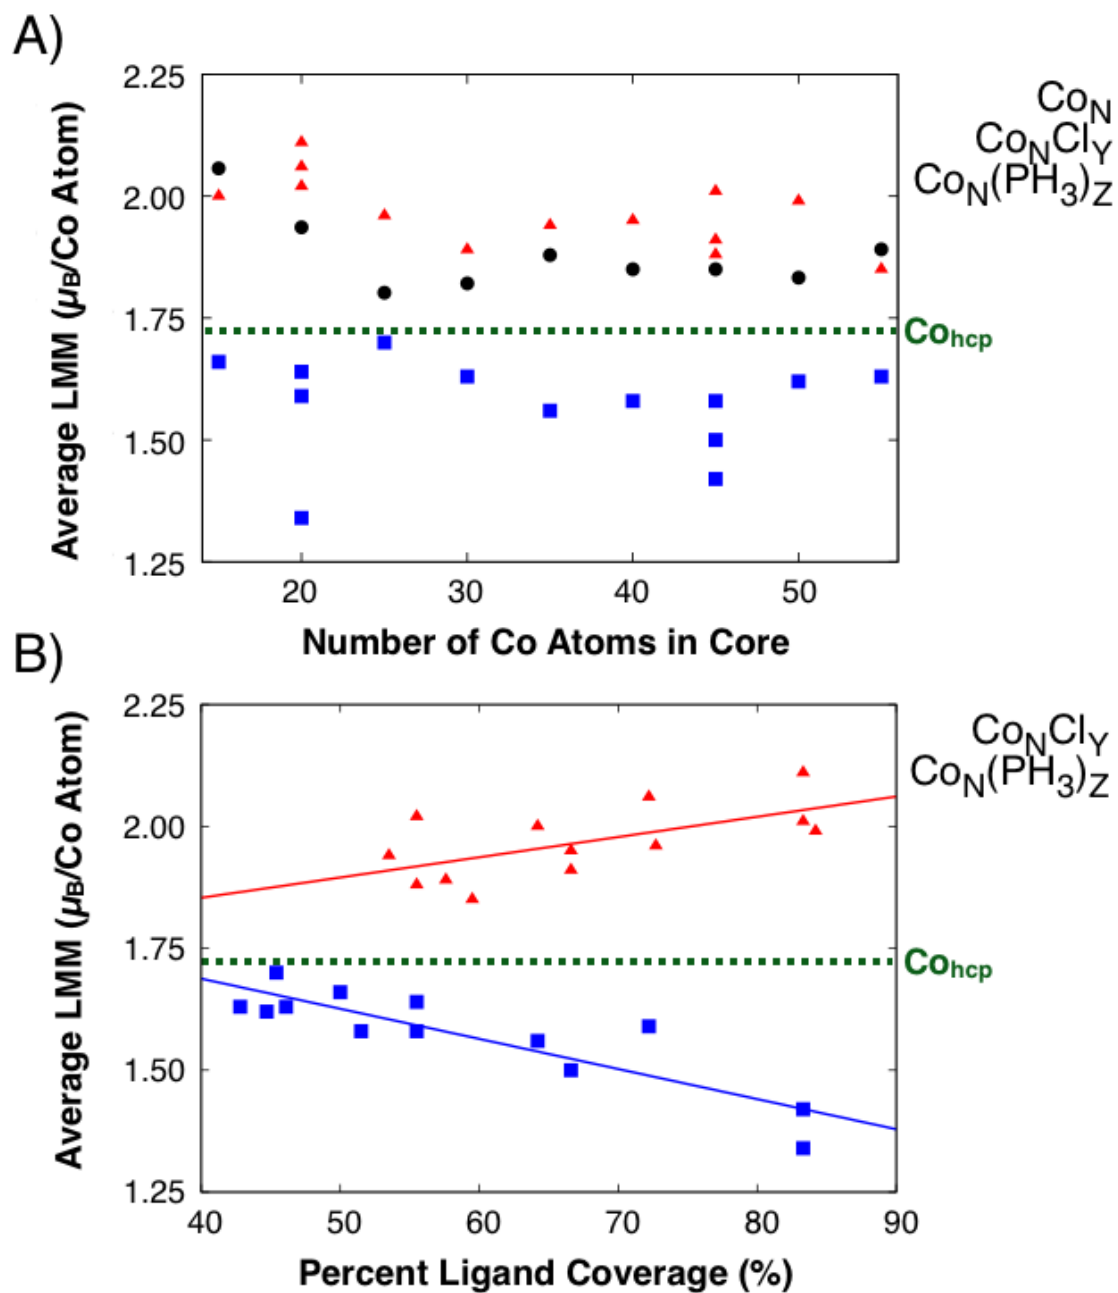 A)
2.25
2.00
1.75
1.50
1.25
Average LMM (μB/Co Atom)
20 30 40 50
Number of Co Atoms in Core
CoN
CoNClY
CoN(PH3)Z
Cohcp
B)
2.25
2.00
1.75
1.50
1.25
Average LMM (μB/Co Atom)
40 50 60 70 80 90
Percent Ligand Coverage (%)
CoNClY
CoN(PH3)Z
Cohcp